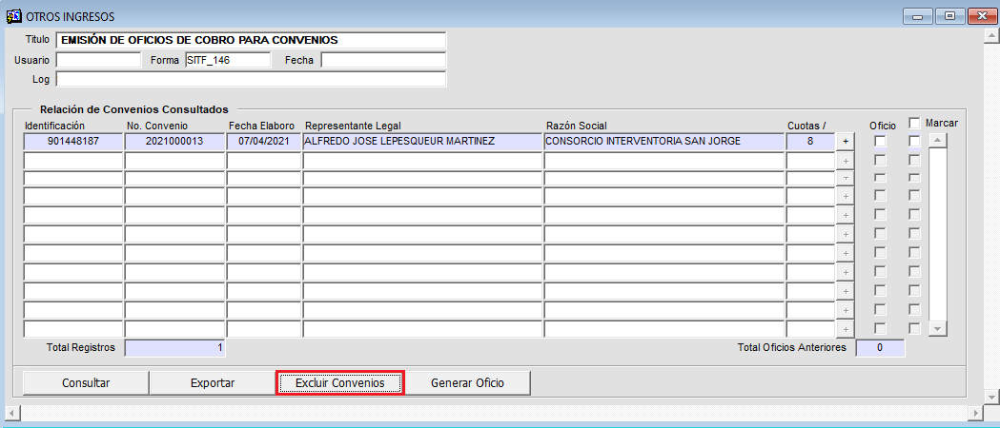 OTROS INGRESOS
Titulo EMISIÓN DE OFICIOS DE COBRO PARA CONVENIOS
Usuario Forma SITF_146 Fecha
Log
Relación de Convenios Consultados
Identificación No. Convenio Fecha Elaboro Representante Legal Razón Social Cuotas / Oficio Marcar
901448187 2021000013 07/04/2021 ALFREDO JOSE LEPESQUEUR MARTINEZ CONSORCIO INTERVENTORIA SAN JORGE 8 +
+
+
+
+
+
+
+
+
+
+
Total Registros 1 Total Oficios Anteriores 0
Consultar Exportar Excluir Convenios Generar Oficio